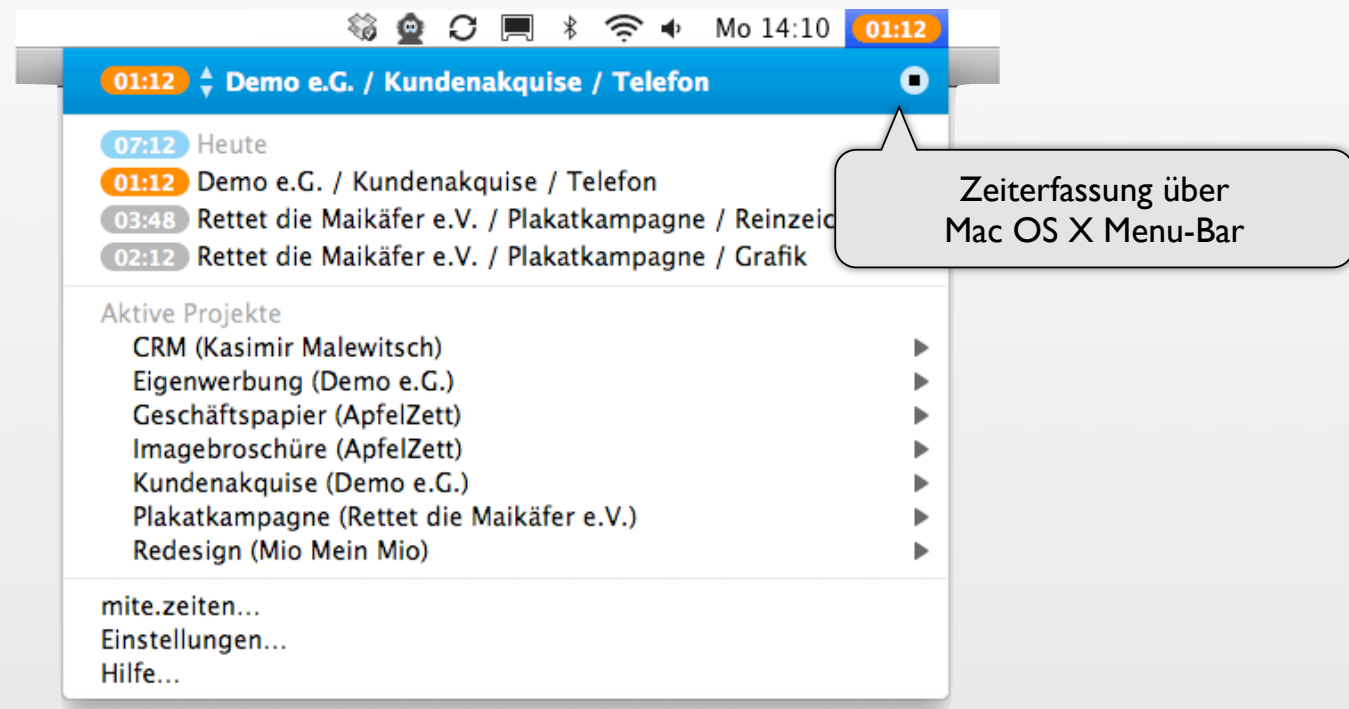 Mo 14:10 01:12
01:12 Demo e.G. / Kundenakquise / Telefon
07:12 Heute
01:12 Demo e.G. / Kundenakquise / Telefon
03:48 Rettet die Maikäfer e.V. / Plakatkampagne / Reinzeic
02:12 Rettet die Maikäfer e.V. / Plakatkampagne / Grafik
Zeiterfassung über
Mac OS X Menu-Bar
Aktive Projekte
CRM (Kasimir Malewitsch)
Eigenwerbung (Demo e.G.)
Geschäftspapier (ApfelZett)
Imagebroschüre (ApfelZett)
Kundenakquise (Demo e.G.)
Plakatkampagne (Rettet die Maikäfer e.V.)
Redesign (Mio Mein Mio)
mite.zeiten...
Einstellungen...
Hilfe...